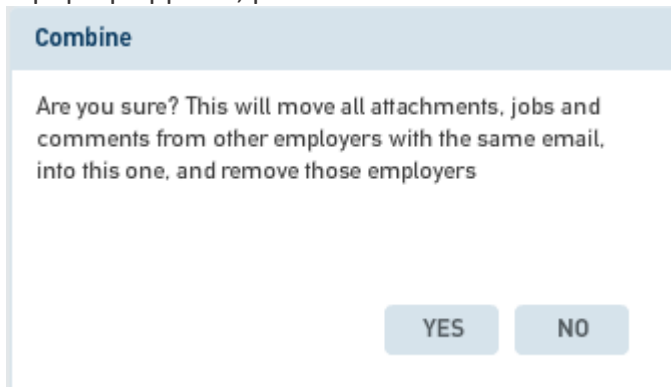 Combine
Are you sure? This will move all attachments, jobs and
comments from other employers with the same email,
into this one, and remove those employers
YES
NO